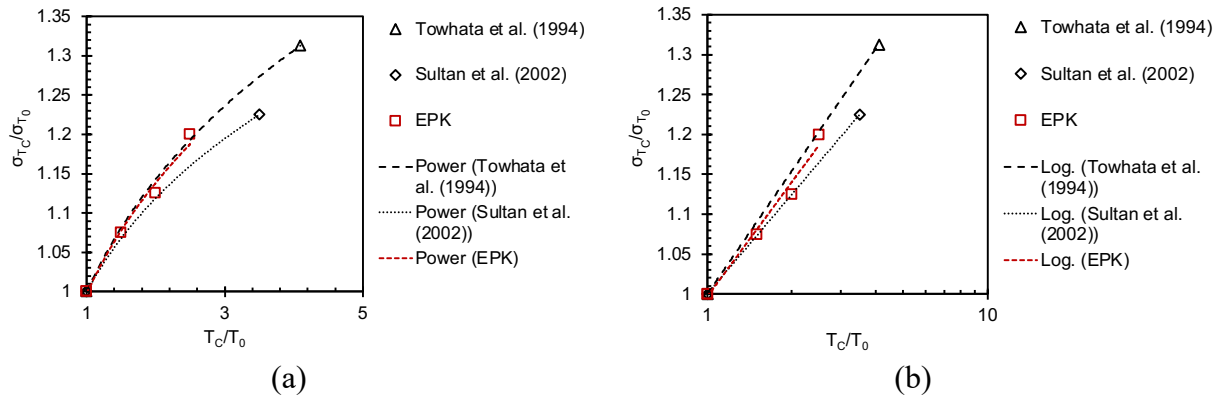 1.35
1.3
1.25
1.2
1.15
1.1
1.05
1
1
3
5
σTC/σT0
TC/T0
Towhata et al. (1994)
Sultan et al. (2002)
EPK
Power (Towhata
et al. (1994))
Power (Sultan et al.
(2002))
Power (EPK)
(a)
1.35
1.3
1.25
1.2
1.15
1.1
1.05
1
1
10
σTC/σT0
TC/T0
Towhata et al. (1994)
Sultan et al. (2002)
EPK
Log. (Towhata et al.
(1994))
Log. (Sultan et al.
(2002))
Log. (EPK)
(b)